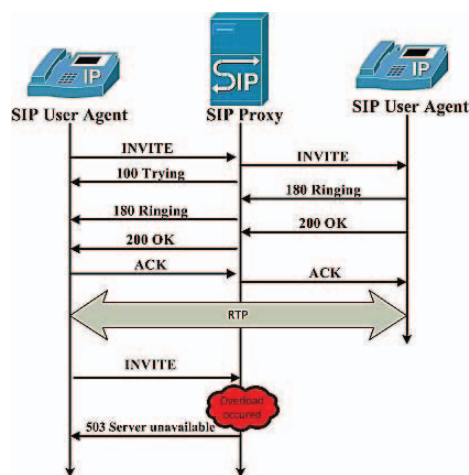 IP
SIP
IP
SIP User Agent
SIP Proxy
SIP User Agent
INVITE
INVITE
100 Trying
180 Ringing
180 Ringing
200 OK
200 OK
ACK
ACK
RTP
INVITE
Overload
occured
503 Server unavailable